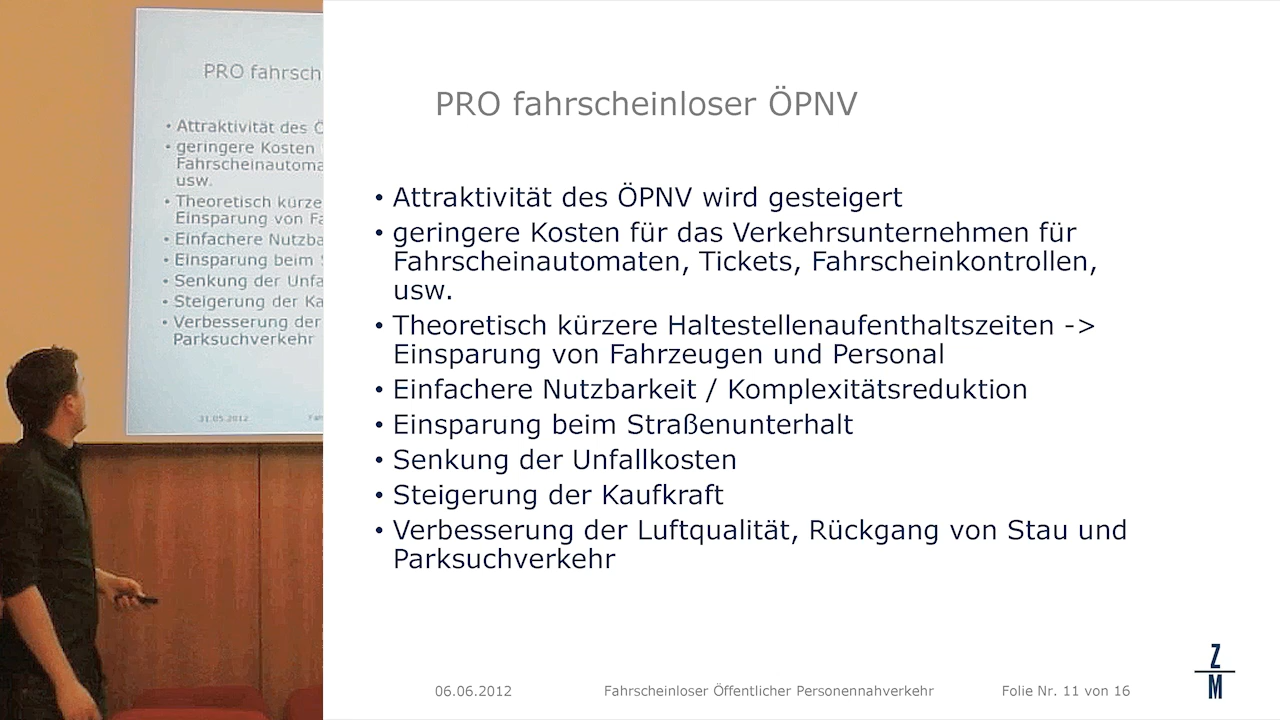 PRO fahrsch
• Attraktivität des Ö
• geringere Kosten
Fahrscheinautoma
usw.
• Theoretisch kürze
Einsparung von Fa
• Einfachere Nutzba
• Einsparung beim
• Senkung der Unfa
• Steigerung der Ka
• Verbesserung der
Parksuchverkehr
31.05.2012
PRO fahrscheinloser ÖPNV
• Attraktivität des ÖPNV wird gesteigert
• geringere Kosten für das Verkehrsunternehmen für
Fahrscheinautomaten, Tickets, Fahrscheinkontrollen,
usw.
• Theoretisch kürzere Haltestellenaufenthaltszeiten ->
Einsparung von Fahrzeugen und Personal
• Einfachere Nutzbarkeit / Komplexitätsreduktion
• Einsparung beim Straßenunterhalt
• Senkung der Unfallkosten
• Steigerung der Kaufkraft
• Verbesserung der Luftqualität, Rückgang von Stau und
Parksuchverkehr
06.06.2012 Fahrscheinloser Öffentlicher Personennahverkehr Folie Nr. 11 von 16
Z
M